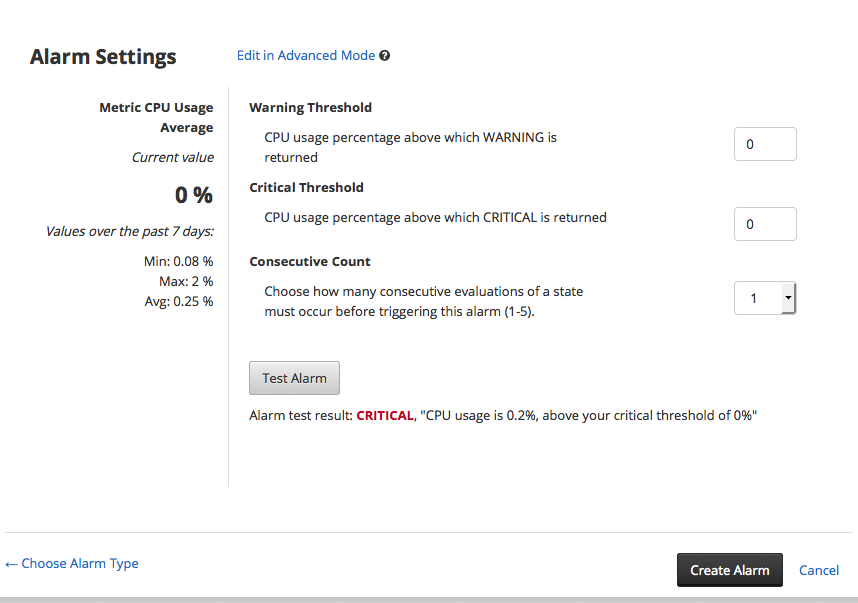 Alarm Settings
Edit in Advanced Mode ?
Metric CPU Usage
Average
Current value
0 %
Values over the past 7 days:
Min: 0.08 %
Max: 2 %
Avg: 0.25 %
Warning Threshold
CPU usage percentage above which WARNING is
returned
0
Critical Threshold
CPU usage percentage above which CRITICAL is returned
0
Consecutive Count
Choose how many consecutive evaluations of a state
must occur before triggering this alarm (1-5).
1
Test Alarm
Alarm test result: CRITICAL, "CPU usage is 0.2%, above your critical threshold of 0%"
← Choose Alarm Type
Create Alarm
Cancel